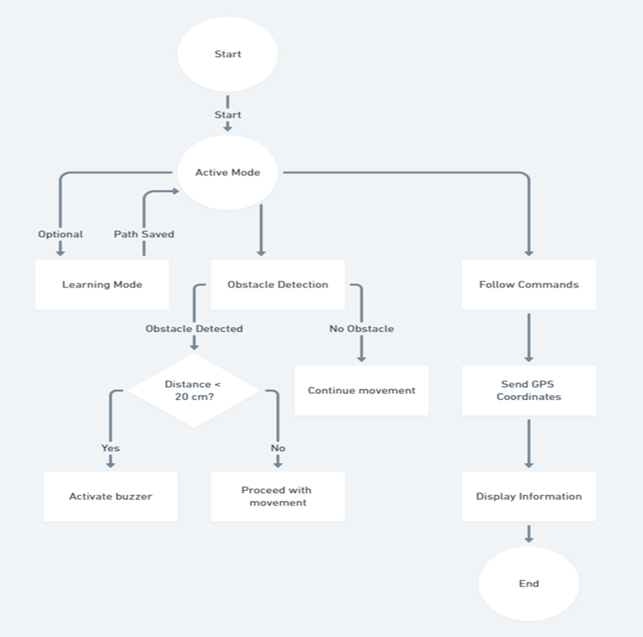 Start
Start
Active Mode
Optional
Path Saved
Learning Mode
Obstacle Detection
Follow Commands
Obstacle Detected
No Obstacle
Distance <
20 cm?
Continue movement
Send GPS
Coordinates
Yes
No
Activate buzzer
Proceed with
movement
Display Information
End